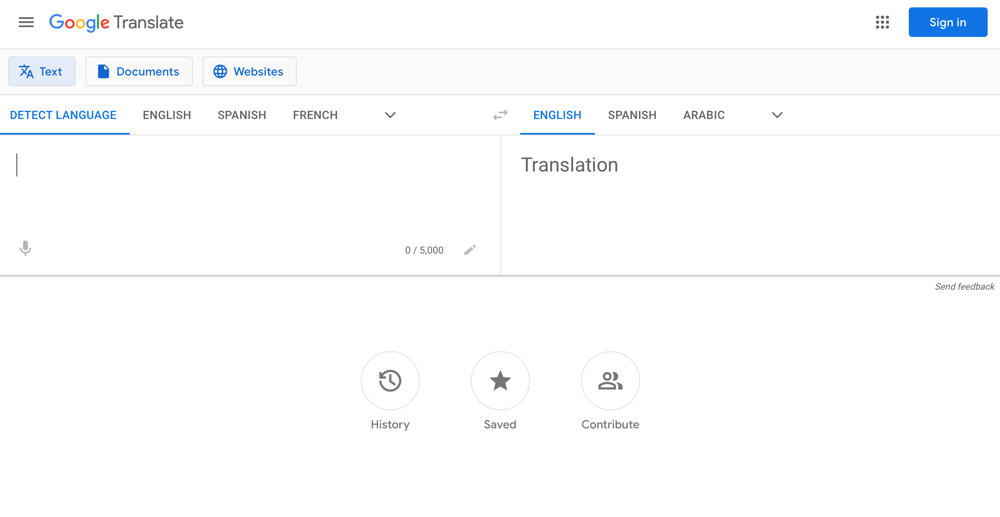 Google Translate
Sign in
Text
Documents
Websites
DETECT LANGUAGE
ENGLISH
SPANISH
FRENCH
ENGLISH
SPANISH
ARABIC
Translation
0 / 5,000
Send feedback
History
Saved
Contribute